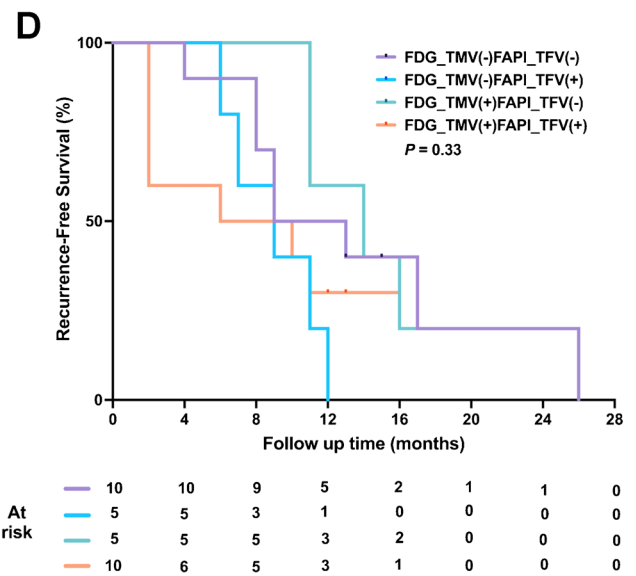 D
Recurrence-Free Survival (%)
100
50
0
FDG_TMV(-)FAPI_TFV(-)
FDG_TMV(-)FAPI_TFV(+)
FDG_TMV(+)FAPI_TFV(-)
FDG_TMV(+)FAPI_TFV(+)
P = 0.33
0 4 8 12 16 20 24 28
Follow up time (months)
At risk
10 10 9 5 2 1 1 0
5 5 3 1 0 0 0 0
5 5 5 3 2 0 0 0
10 6 5 3 1 0 0 0